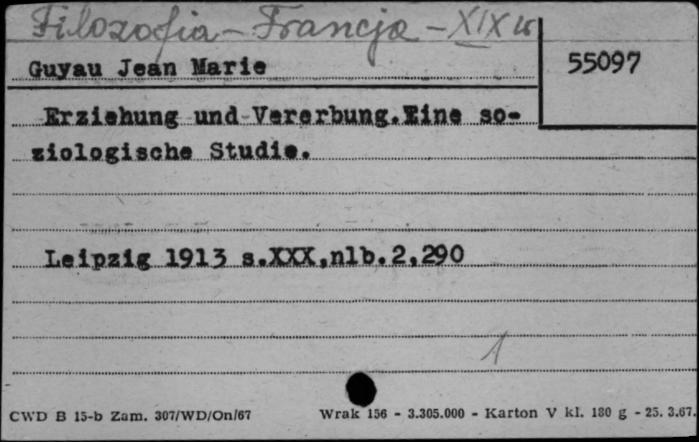 Filozofia - Francja - XIX w
Guyau Jean Marie
55097
Erziehung und Vererbung.Eine so-
ziologische Studie.
Leipzig 1913 s.XXX,nlb.2,290
1
CWD B 15-b Zam. 307/WD/On/67 Wrak 156 - 3.305.000 - Karton V kl. 180 g - 25. 3.67.